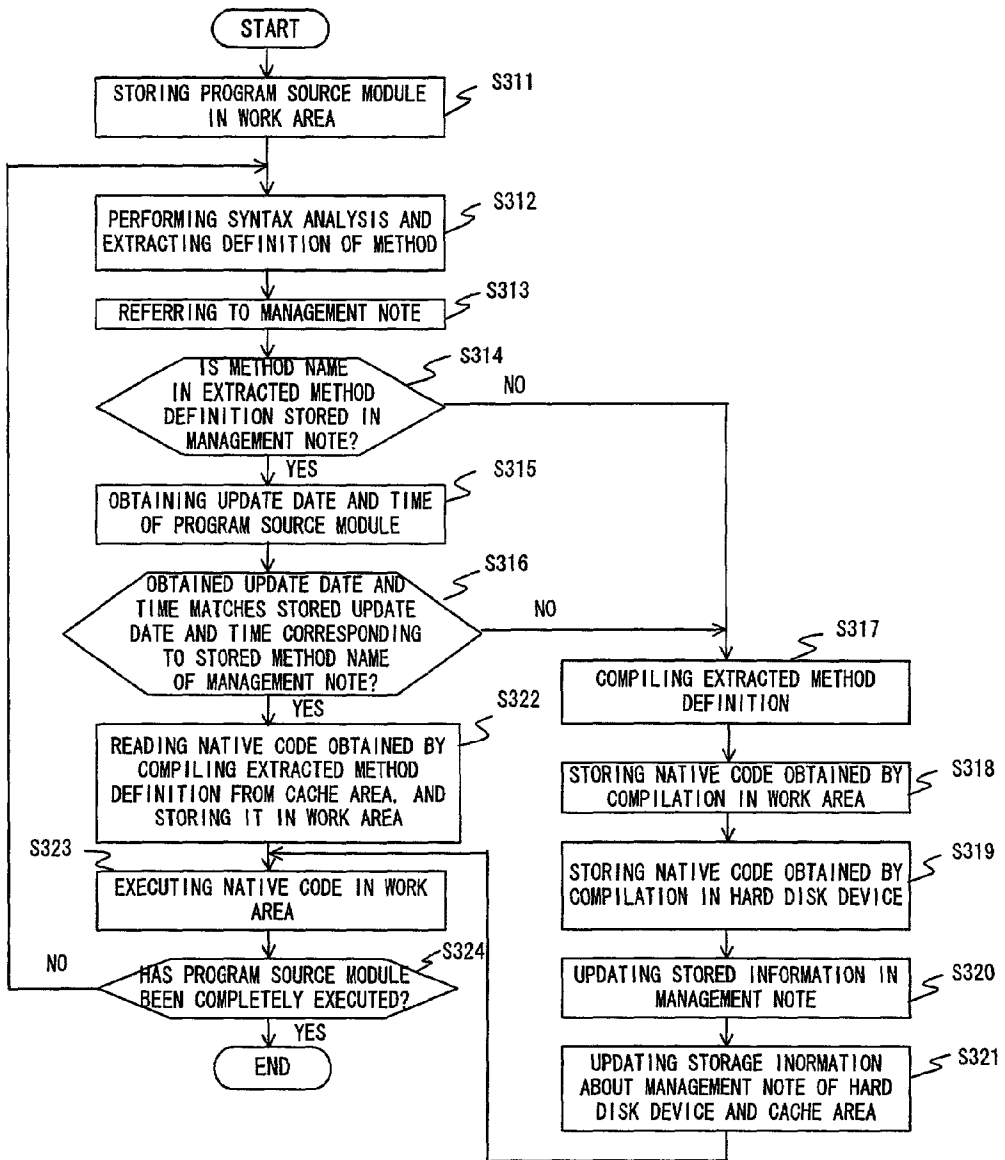 START
S311
STORING PROGRAM SOURCE MODULE
IN WORK AREA
S312
PERFORMING SYNTAX ANALYSIS AND
EXTRACTING DEFINITION OF METHOD
S313
REFERRING TO MANAGEMENT NOTE
S314
IS METHOD NAME
IN EXTRACTED METHOD
DEFINITION STORED IN
MANAGEMENT NOTE?
NO
YES
S315
OBTAINING UPDATE DATE AND TIME
OF PROGRAM SOURCE MODULE
S316
OBTAINED UPDATE DATE AND
TIME MATCHES STORED UPDATE
DATE AND TIME CORRESPONDING
TO STORED METHOD NAME
OF MANAGEMENT NOTE?
NO
YES
S322
READING NATIVE CODE OBTAINED BY
COMPILING EXTRACTED METHOD
DEFINITION FROM CACHE AREA, AND
STORING IT IN WORK AREA
S323
EXECUTING NATIVE CODE IN WORK
AREA
S324
NO
HAS PROGRAM SOURCE MODULE
BEEN COMPLETELY EXECUTED?
YES
END
S317
COMPILING EXTRACTED METHOD
DEFINITION
S318
STORING NATIVE CODE OBTAINED BY
COMPILATION IN WORK AREA
S319
STORING NATIVE CODE OBTAINED BY
COMPILATION IN HARD DISK DEVICE
S320
UPDATING STORED INFORMATION IN
MANAGEMENT NOTE
S321
UPDATING STORAGE INORMATION
ABOUT MANAGEMENT NOTE OF HARD
DISK DEVICE AND CACHE AREA